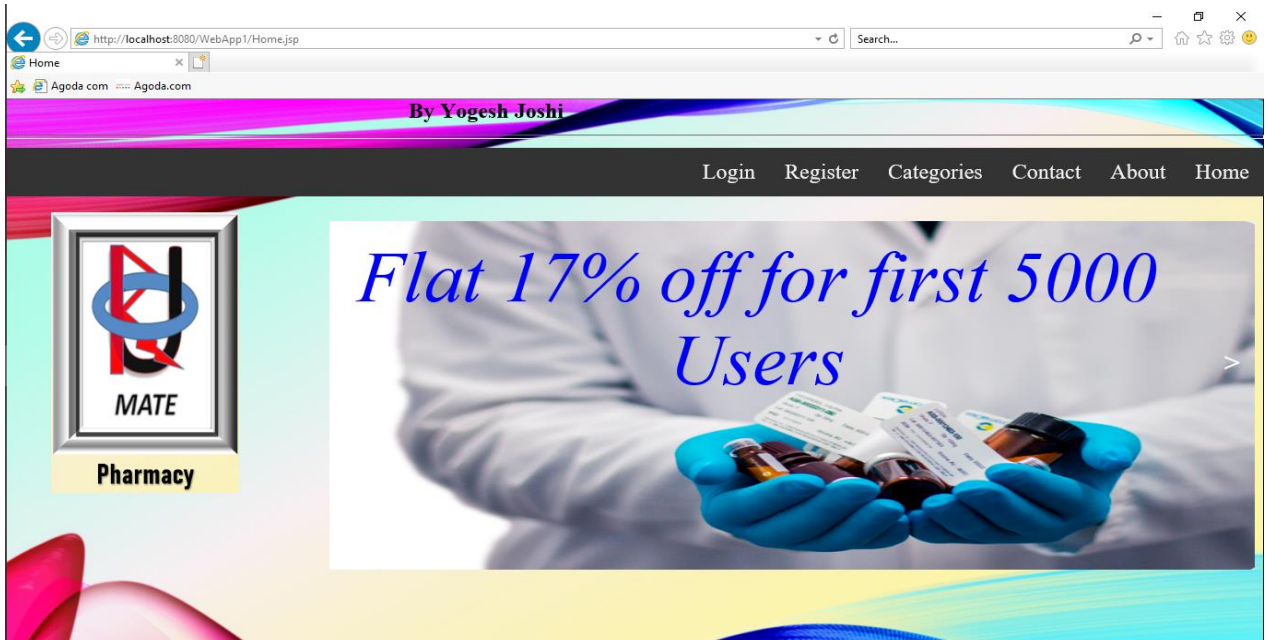 http://localhost:8080/WebApp1/Home.jsp
Search...
Home
Agoda com Agoda.com
By Yogesh Joshi
Login Register Categories Contact About Home
Flat 17% off for first 5000
Users
>
MATE
Pharmacy